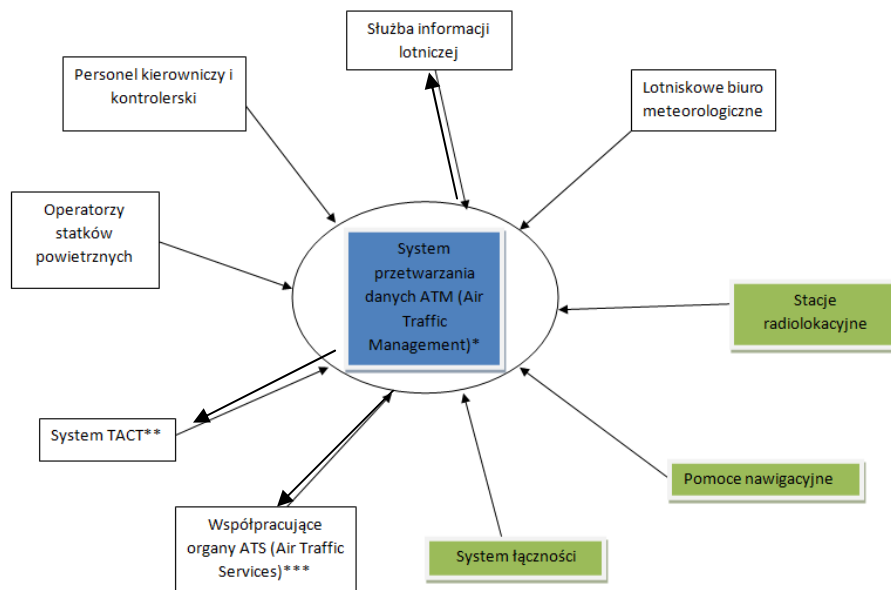 Służba informacji
lotniczej
Personel kierowniczy i
kontrolerski
Lotniskowe biuro
meteorologiczne
Operatorzy
statków
powietrznych
System
przetwarzania
danych ATM (Air
Traffic
Management)*
Stacje
radiolokacyjne
System TACT**
Pomoce nawigacyjne
Współpracujące
organy ATS (Air Traffic
Services)***
System łączności